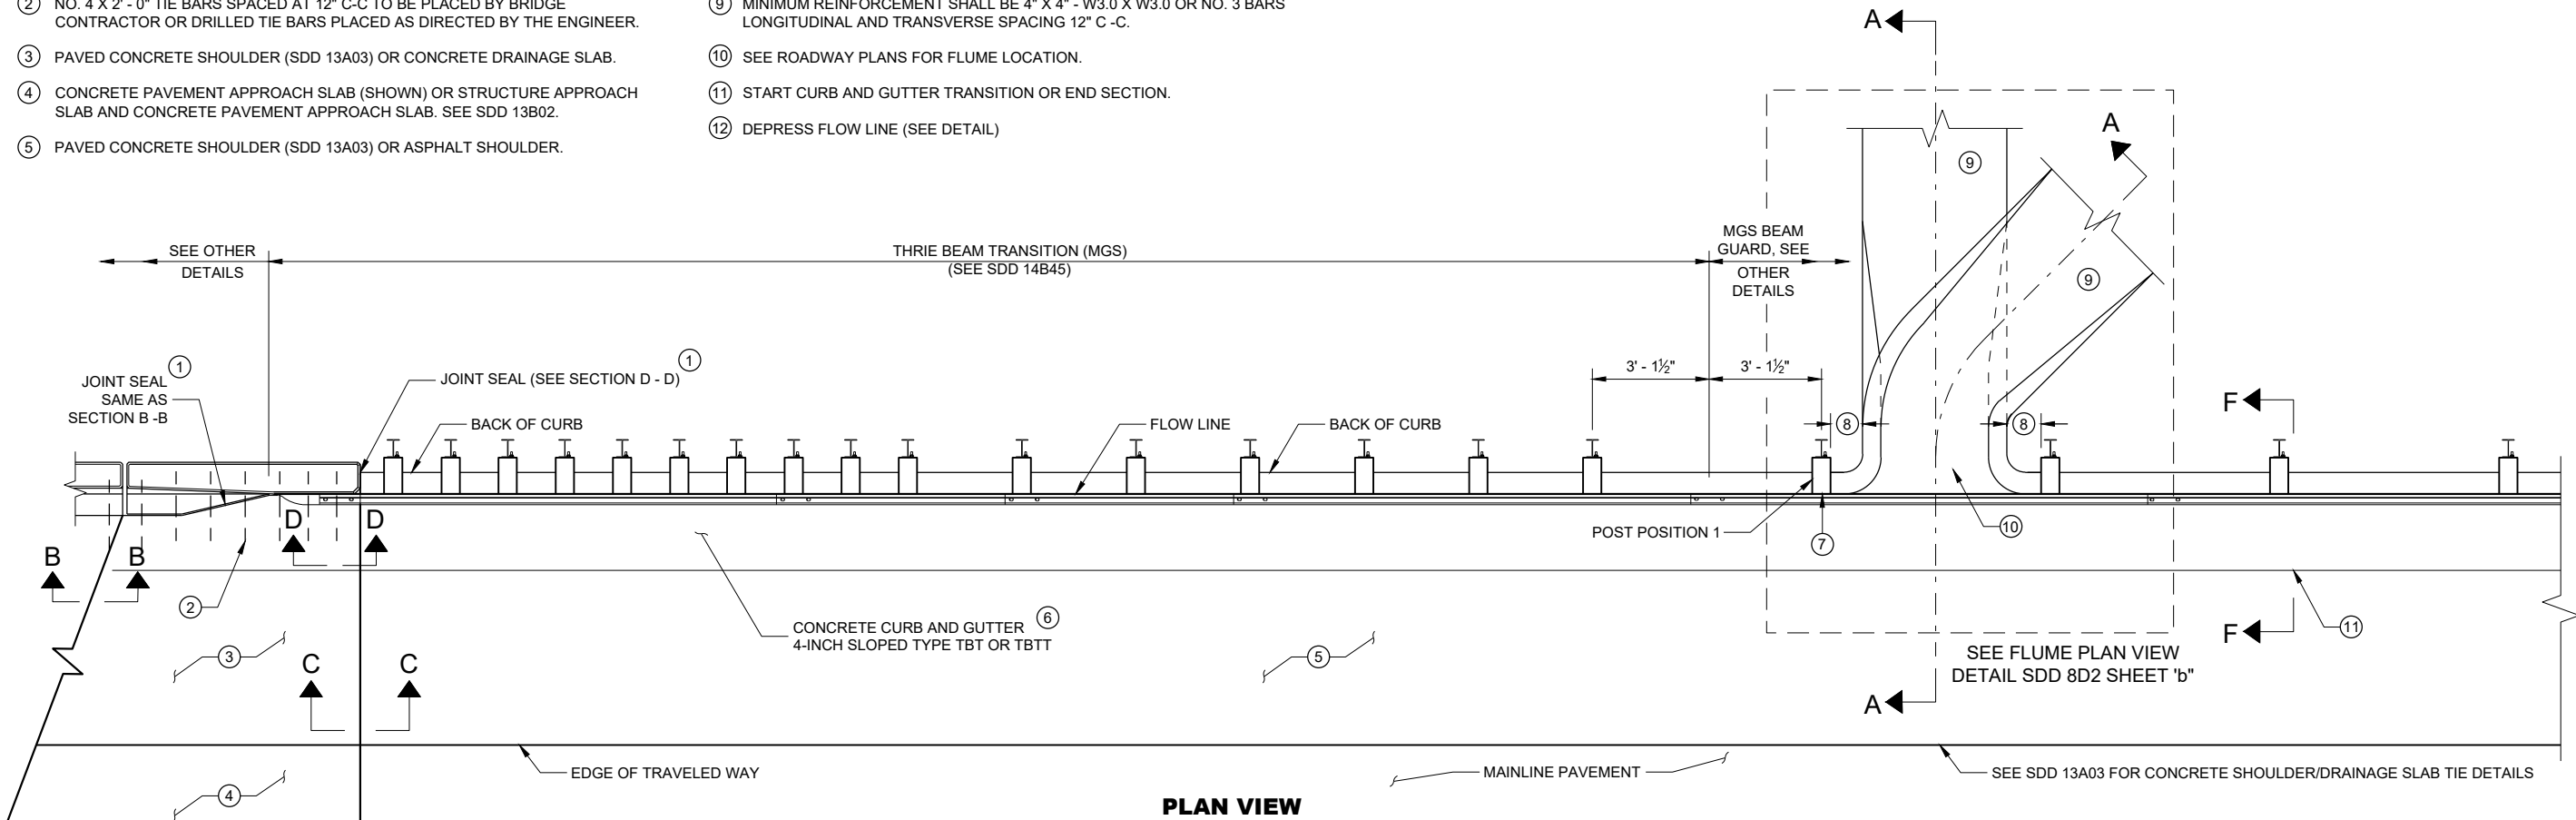 ② NO. 4 X 2' - 0" TIE BARS SPACED AT 12" C-C TO BE PLACED BY BRIDGE
CONTRACTOR OR DRILLED TIE BARS PLACED AS DIRECTED BY THE ENGINEER.
③ PAVED CONCRETE SHOULDER (SDD 13A03) OR CONCRETE DRAINAGE SLAB.
④ CONCRETE PAVEMENT APPROACH SLAB (SHOWN) OR STRUCTURE APPROACH
SLAB AND CONCRETE PAVEMENT APPROACH SLAB. SEE SDD 13B02.
⑤ PAVED CONCRETE SHOULDER (SDD 13A03) OR ASPHALT SHOULDER.
⑨ MINIMUM REINFORCEMENT SHALL BE 4" X 4" - W3.0 X W3.0 OR NO. 3 BARS
LONGITUDINAL AND TRANSVERSE SPACING 12" C -C.
⑩ SEE ROADWAY PLANS FOR FLUME LOCATION.
⑪ START CURB AND GUTTER TRANSITION OR END SECTION.
⑫ DEPRESS FLOW LINE (SEE DETAIL)
A
A
⑨
⑨
SEE OTHER
DETAILS
THRIE BEAM TRANSITION (MGS)
(SEE SDD 14B45)
MGS BEAM
GUARD, SEE
OTHER
DETAILS
①
JOINT SEAL
SAME AS
SECTION B -B
JOINT SEAL (SEE SECTION D - D) ①
3' - 1½"
3' - 1½"
BACK OF CURB
FLOW LINE
BACK OF CURB
⑧
⑧
F
D
D
POST POSITION 1
⑦
⑩
B
B
②
CONCRETE CURB AND GUTTER ⑥
4-INCH SLOPED TYPE TBT OR TBTT
③
C
C
⑤
F
⑪
SEE FLUME PLAN VIEW
DETAIL SDD 8D2 SHEET 'b"
A
EDGE OF TRAVELED WAY
MAINLINE PAVEMENT
SEE SDD 13A03 FOR CONCRETE SHOULDER/DRAINAGE SLAB TIE DETAILS
④
PLAN VIEW